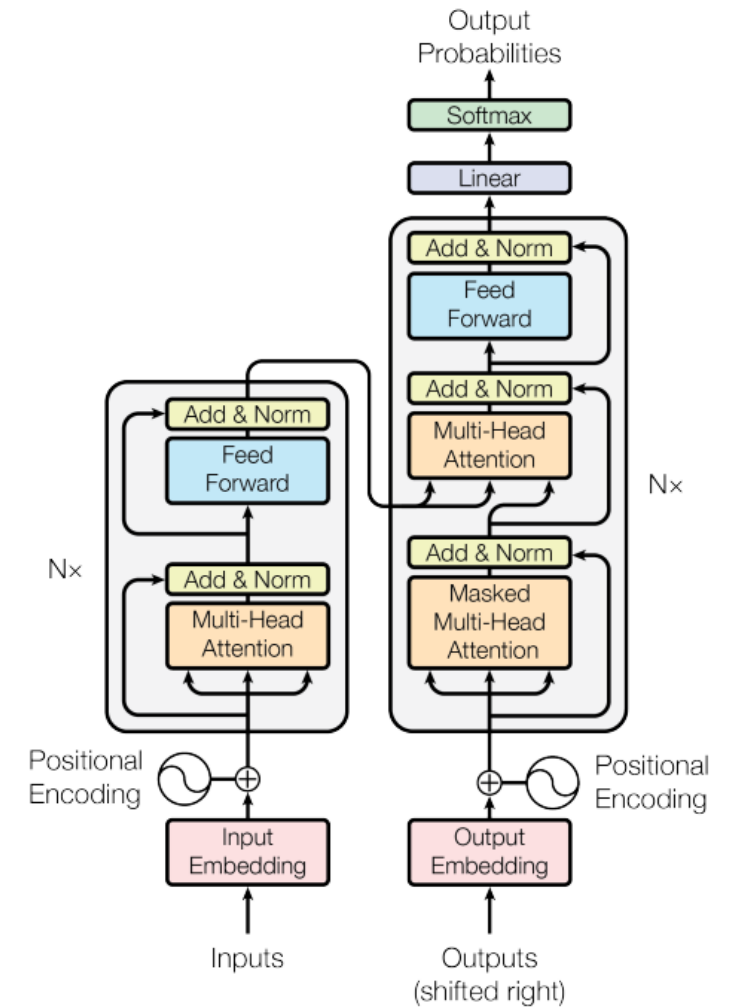 Output
Probabilities
Softmax
Linear
Add & Norm
Feed
Forward
Add & Norm
Multi-Head
Attention
Nx
Add & Norm
Masked
Multi-Head
Attention
Add & Norm
Feed
Forward
Nx
Add & Norm
Multi-Head
Attention
Positional
Encoding
Positional
Encoding
Input
Embedding
Output
Embedding
Inputs
Outputs
(shifted right)